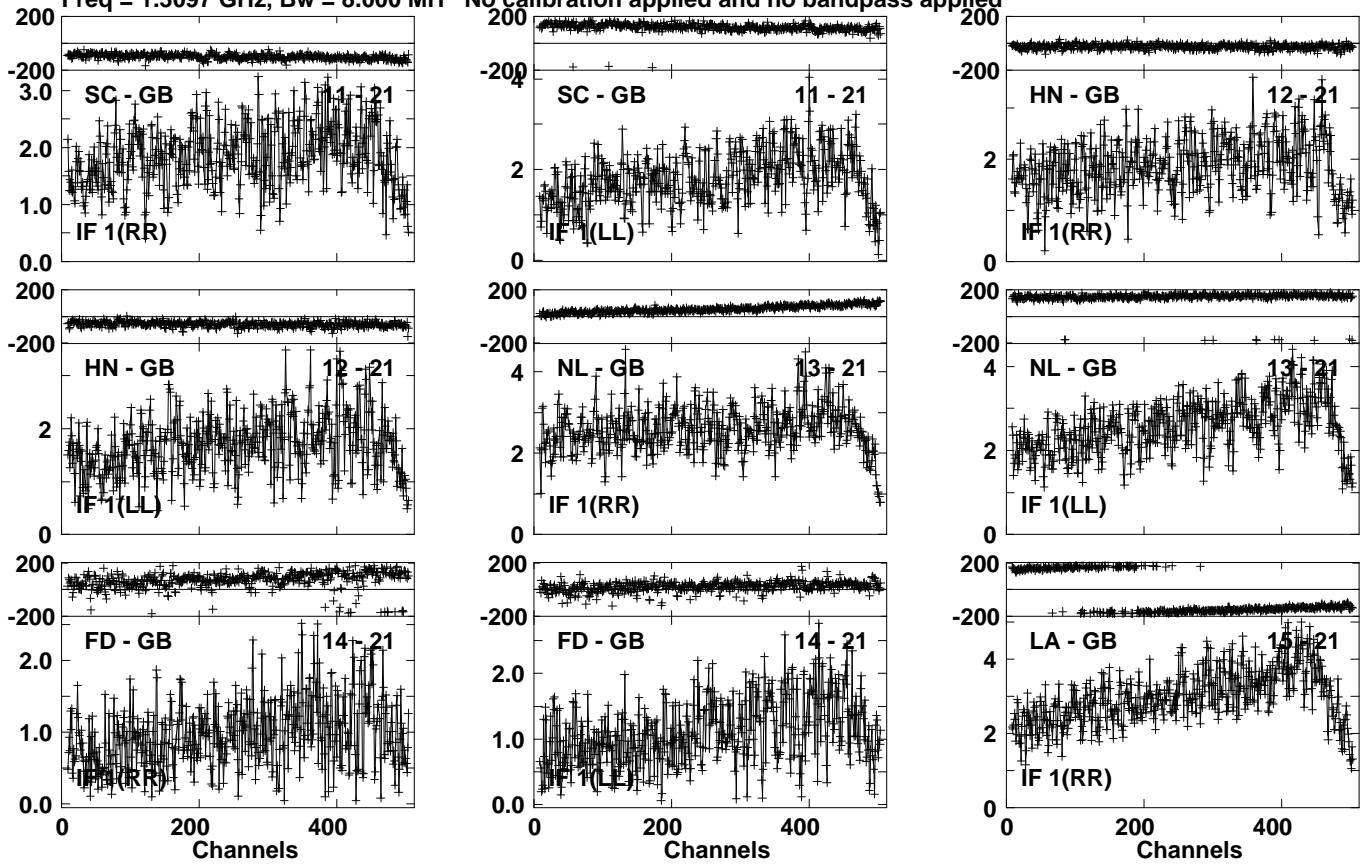 Freq = 1.3097 GHz, Bw = 8.000 MH No calibration applied and no bandpass applied
200
-200
3.0
2.0
1.0
0.0
SC - GB 11 - 21
IF 1(RR)
200
-200
4
2
0
SC - GB 11 - 21
IF 1(LL)
200
-200
2
0
HN - GB 12 - 21
IF 1(RR)
200
-200
2
0
HN - GB 12 - 21
IF 1(LL)
200
-200
4
2
0
NL - GB 13 - 21
IF 1(RR)
200
-200
4
2
0
NL - GB 13 - 21
IF 1(LL)
200
-200
2.0
1.0
0.0
FD - GB 14 - 21
IF 1(RR)
0 200 400
Channels
200
-200
2.0
1.0
0.0
FD - GB 14 - 21
IF 1(LL)
0 200 400
Channels
200
-200
4
2
0
LA - GB 15 - 21
IF 1(RR)
0 200 400
Channels